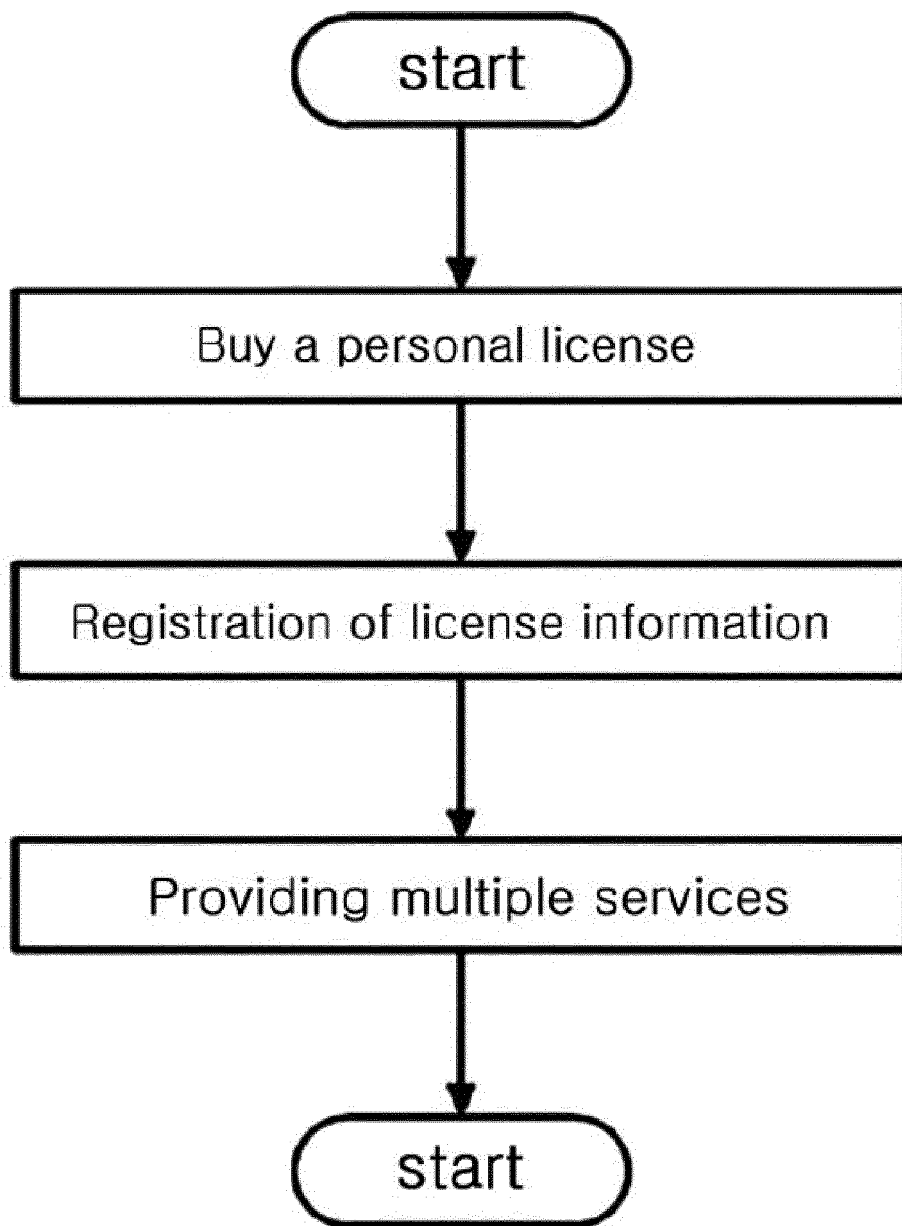 start
Buy a personal license
Registration of license information
Providing multiple services
start